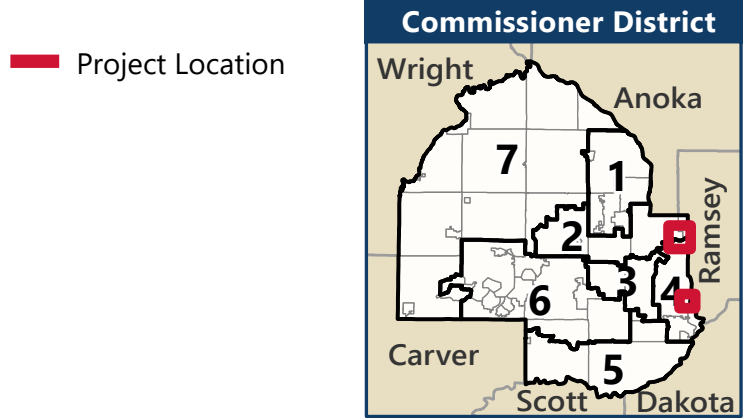 Commissioner District
Project Location
Wright
Anoka
7
1
Ramsey
2
3
4
6
Carver
5
Scott
Dakota